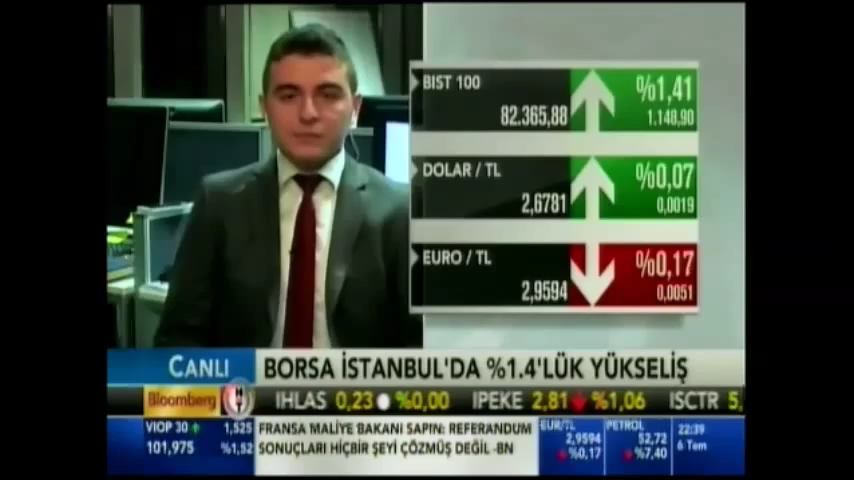 BIST 100
82.365,88
%1,41
1.148,90
DOLAR / TL
2,6781
%0,07
0,0019
EURO / TL
2,9594
%0,17
0,0051
CANLI
BORSA İSTANBUL'DA %1.4'LÜK YÜKSELİŞ
Bloomberg HT
IHLAS 0,23 %0,00 IPEKE 2,81 %1,06 ISCTR 5,
VIOP 30 1,525
101,975 %1,52
FRANSA MALİYE BAKANI SAPIN: REFERANDUM
SONUÇLARI HİÇBİR ŞEYİ ÇÖZMÜŞ DEĞİL -BN
EUR/TL
2,9594
%0,17
PETROL
52,72
%7,40
22:39
6 Tem